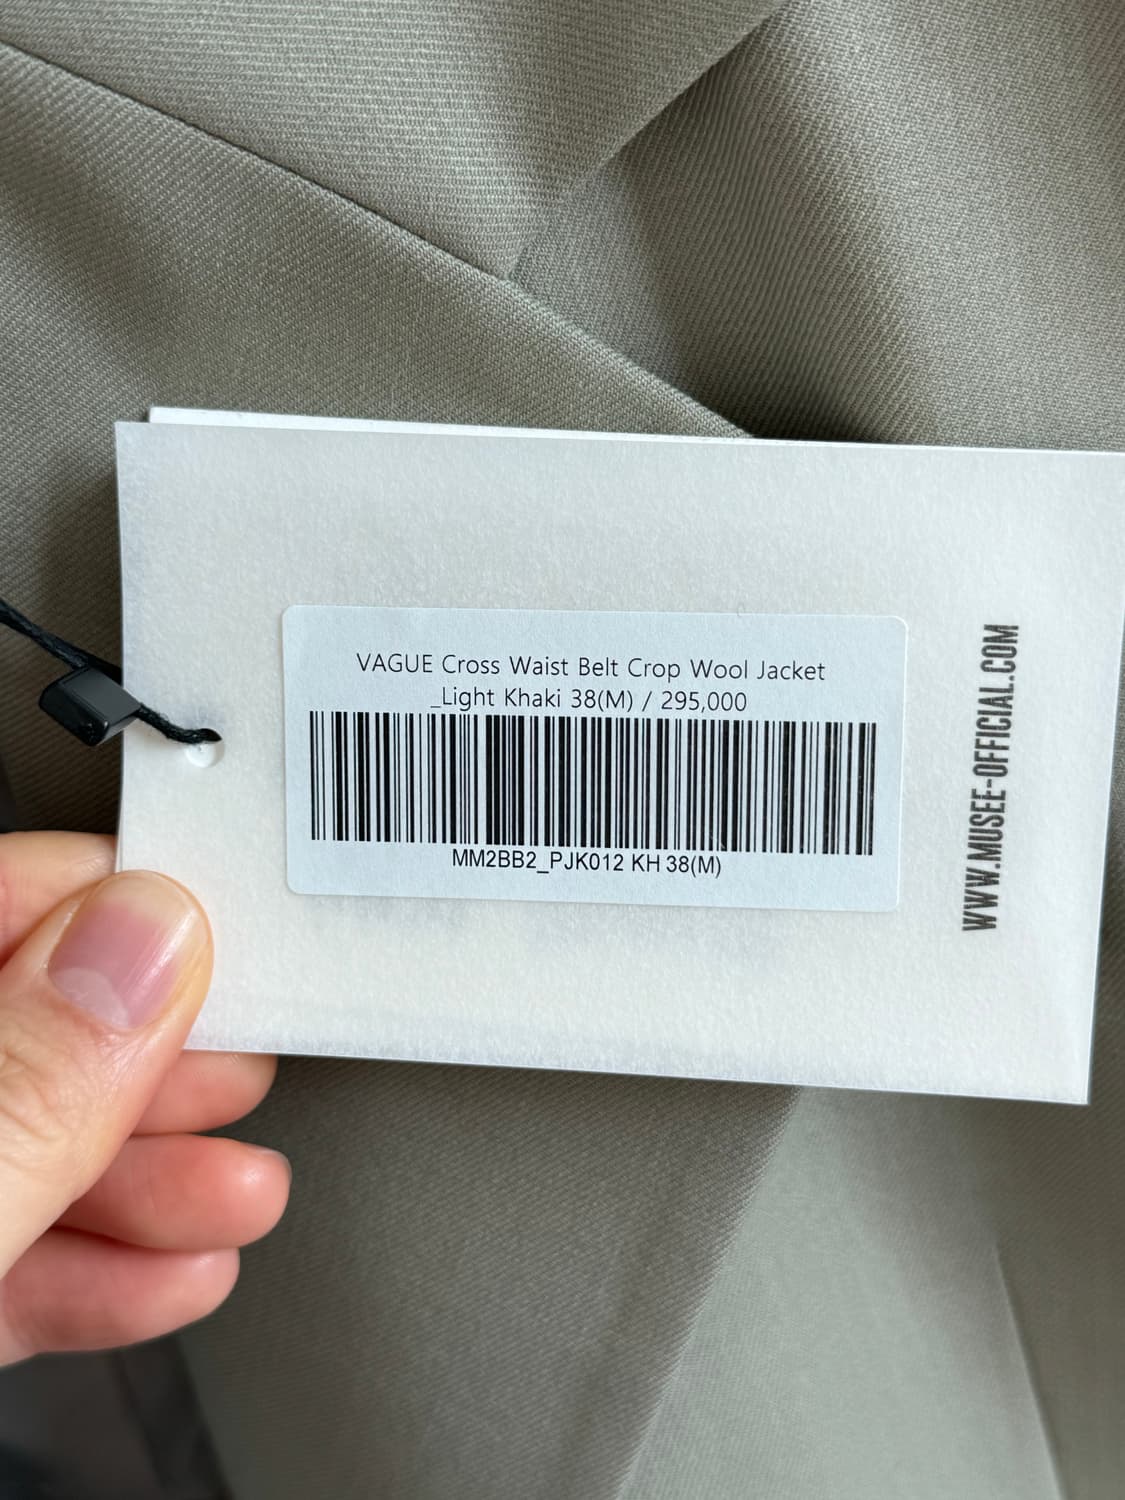 VAGUE Cross Waist Belt Crop Wool Jacket
_Light Khaki 38(M) / 295,000
MM2BB2_PJK012 KH 38(M)
WWW.MUSEE-OFFICIAL.COM